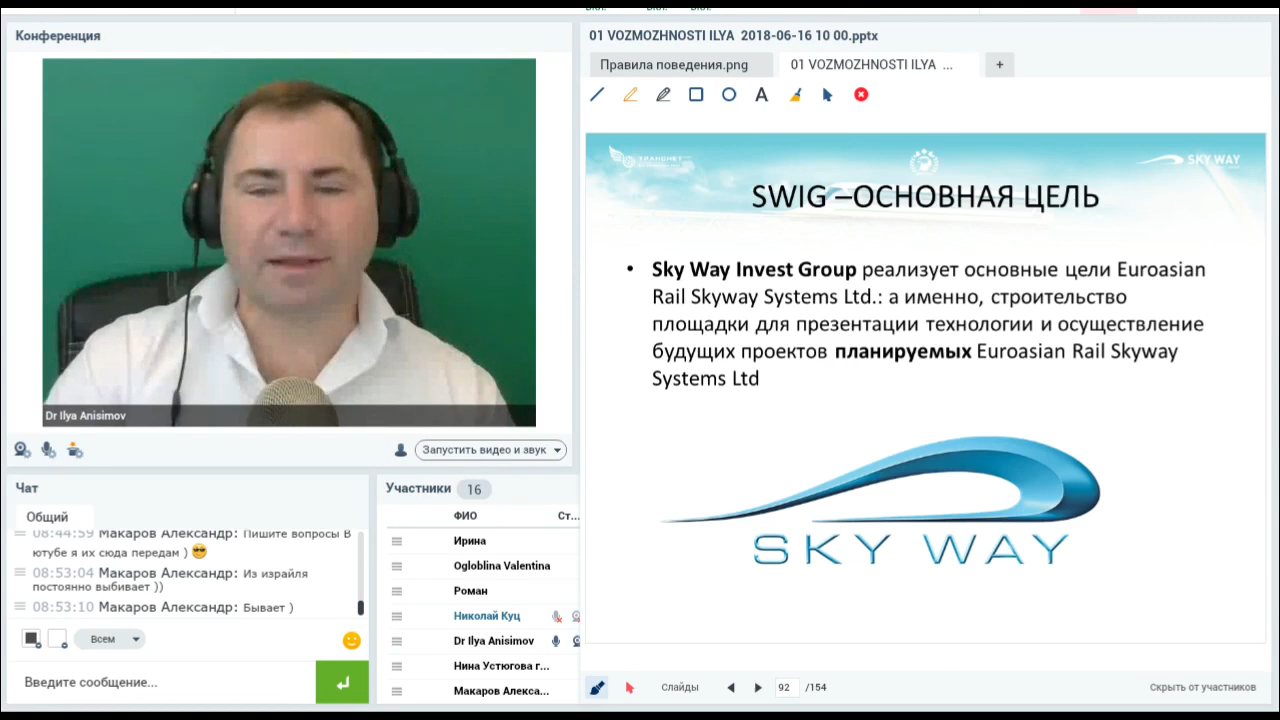 Конференция
Dr Ilya Anisimov
Запустить видео и звук
Чат
Общий
08:44:59 Макаров Александр: Пишите вопросы В
ютубе я их сюда передам )
08:53:04 Макаров Александр: Из израйля
постоянно выбивает ))
08:53:10 Макаров Александр: Бывает )
Всем
Введите сообщение...
Участники 16
ФИО Ст...
Ирина
Ogloblina Valentina
Роман
Николай Куц
Dr Ilya Anisimov
Нина Устюгова г...
Макаров Алекса...
01 VOZMOZHNOSTI ILYA 2018-06-16 10 00.pptx
Правила поведения.png
01 VOZMOZHNOSTI ILYA ...
+
A
SKY WAY
SWIG –ОСНОВНАЯ ЦЕЛЬ
• Sky Way Invest Group реализует основные цели Euroasian
Rail Skyway Systems Ltd.: а именно, строительство
площадки для презентации технологии и осуществление
будущих проектов планируемых Euroasian Rail Skyway
Systems Ltd
SKY WAY
Слайды
92 /154
Скрыть от участников